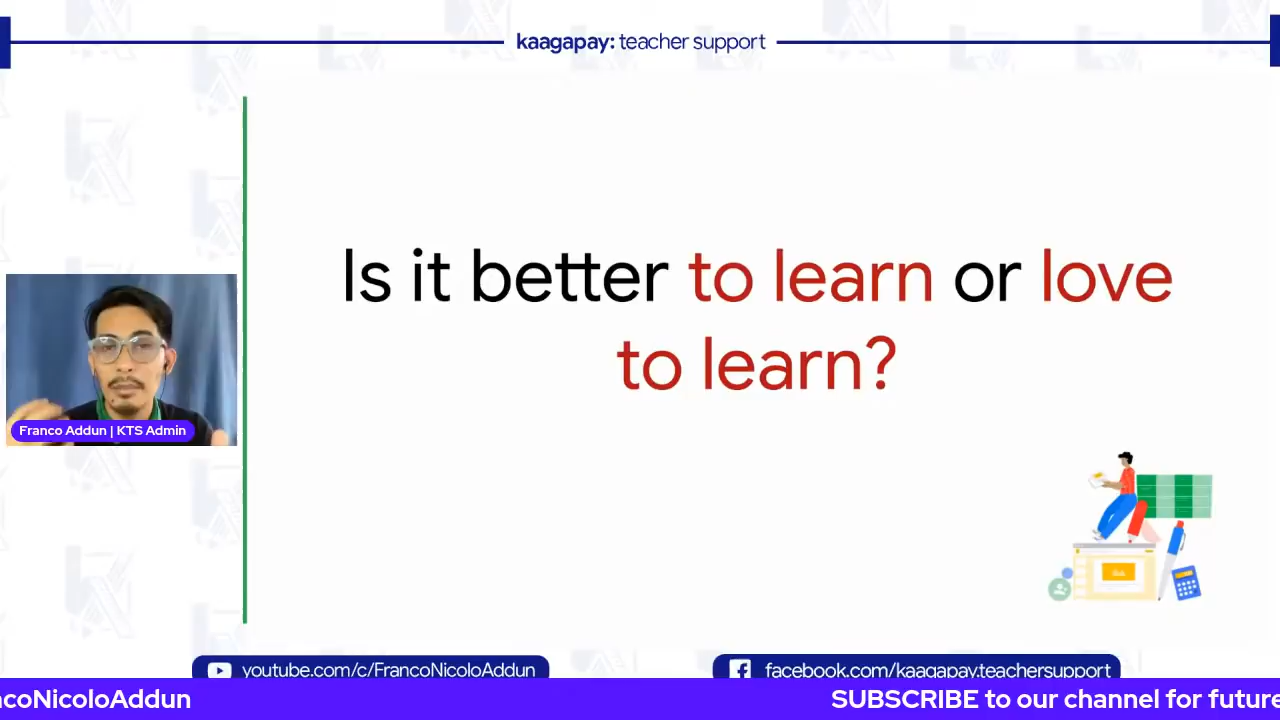 kaagapay: teacher support
Is it better to learn or love
to learn?
Franco Addun | KTS Admin
youtube.com/c/FrancoNicoloAddun
facebook.com/kaagapay.teachersupport
ncoNicoloAddun
SUBSCRIBE to our channel for future